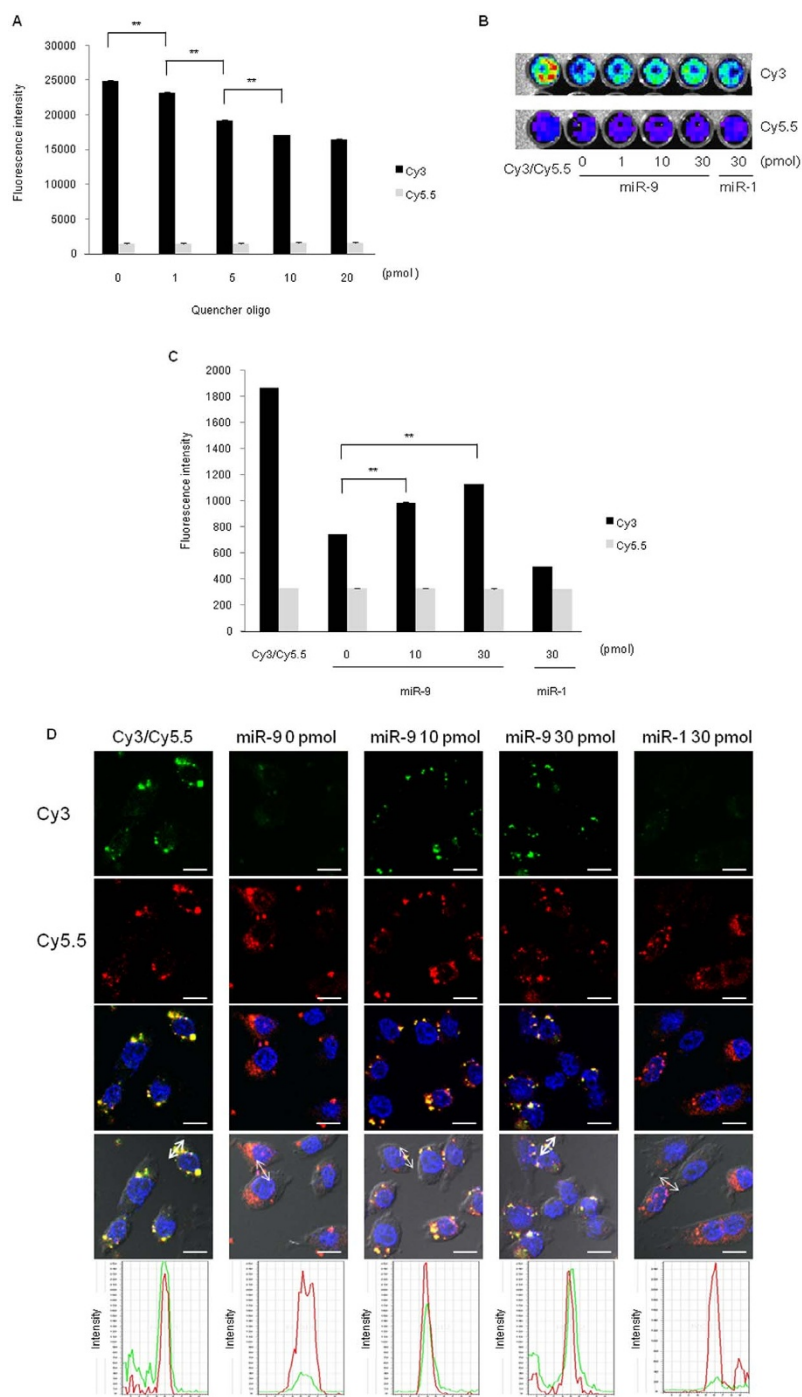 A
**
**
**
30000
25000
20000
15000
10000
5000
0
Fluorescence intensity
Cy3
Cy5.5
0 1 5 10 20 (pmol )
Quencher oligo
B
Cy3
Cy5.5
Cy3/Cy5.5 0 1 10 30 30 (pmol)
miR-9 miR-1
C
2000
1800
1600
1400
1200
1000
800
600
400
200
0
Fluorescence intensity
**
**
Cy3
Cy5.5
Cy3/Cy5.5 0 10 30 30 (pmol)
miR-9 miR-1
D
Cy3/Cy5.5 miR-9 0 pmol miR-9 10 pmol miR-9 30 pmol miR-1 30 pmol
Cy3
Cy5.5
Intensity Intensity Intensity Intensity Intensity